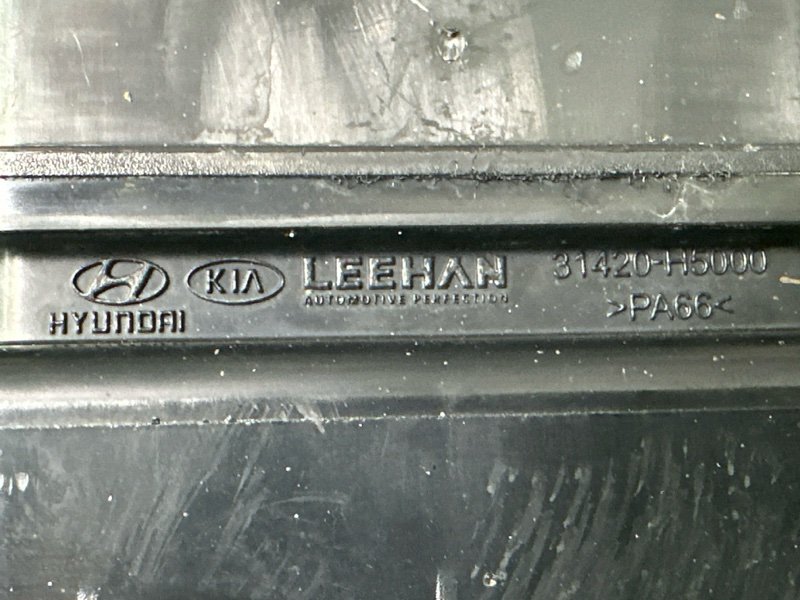 HYUNDAI
KIA
LEEHAN
AUTOMOTIVE PERFECTION
31420-H5000
>PA66<